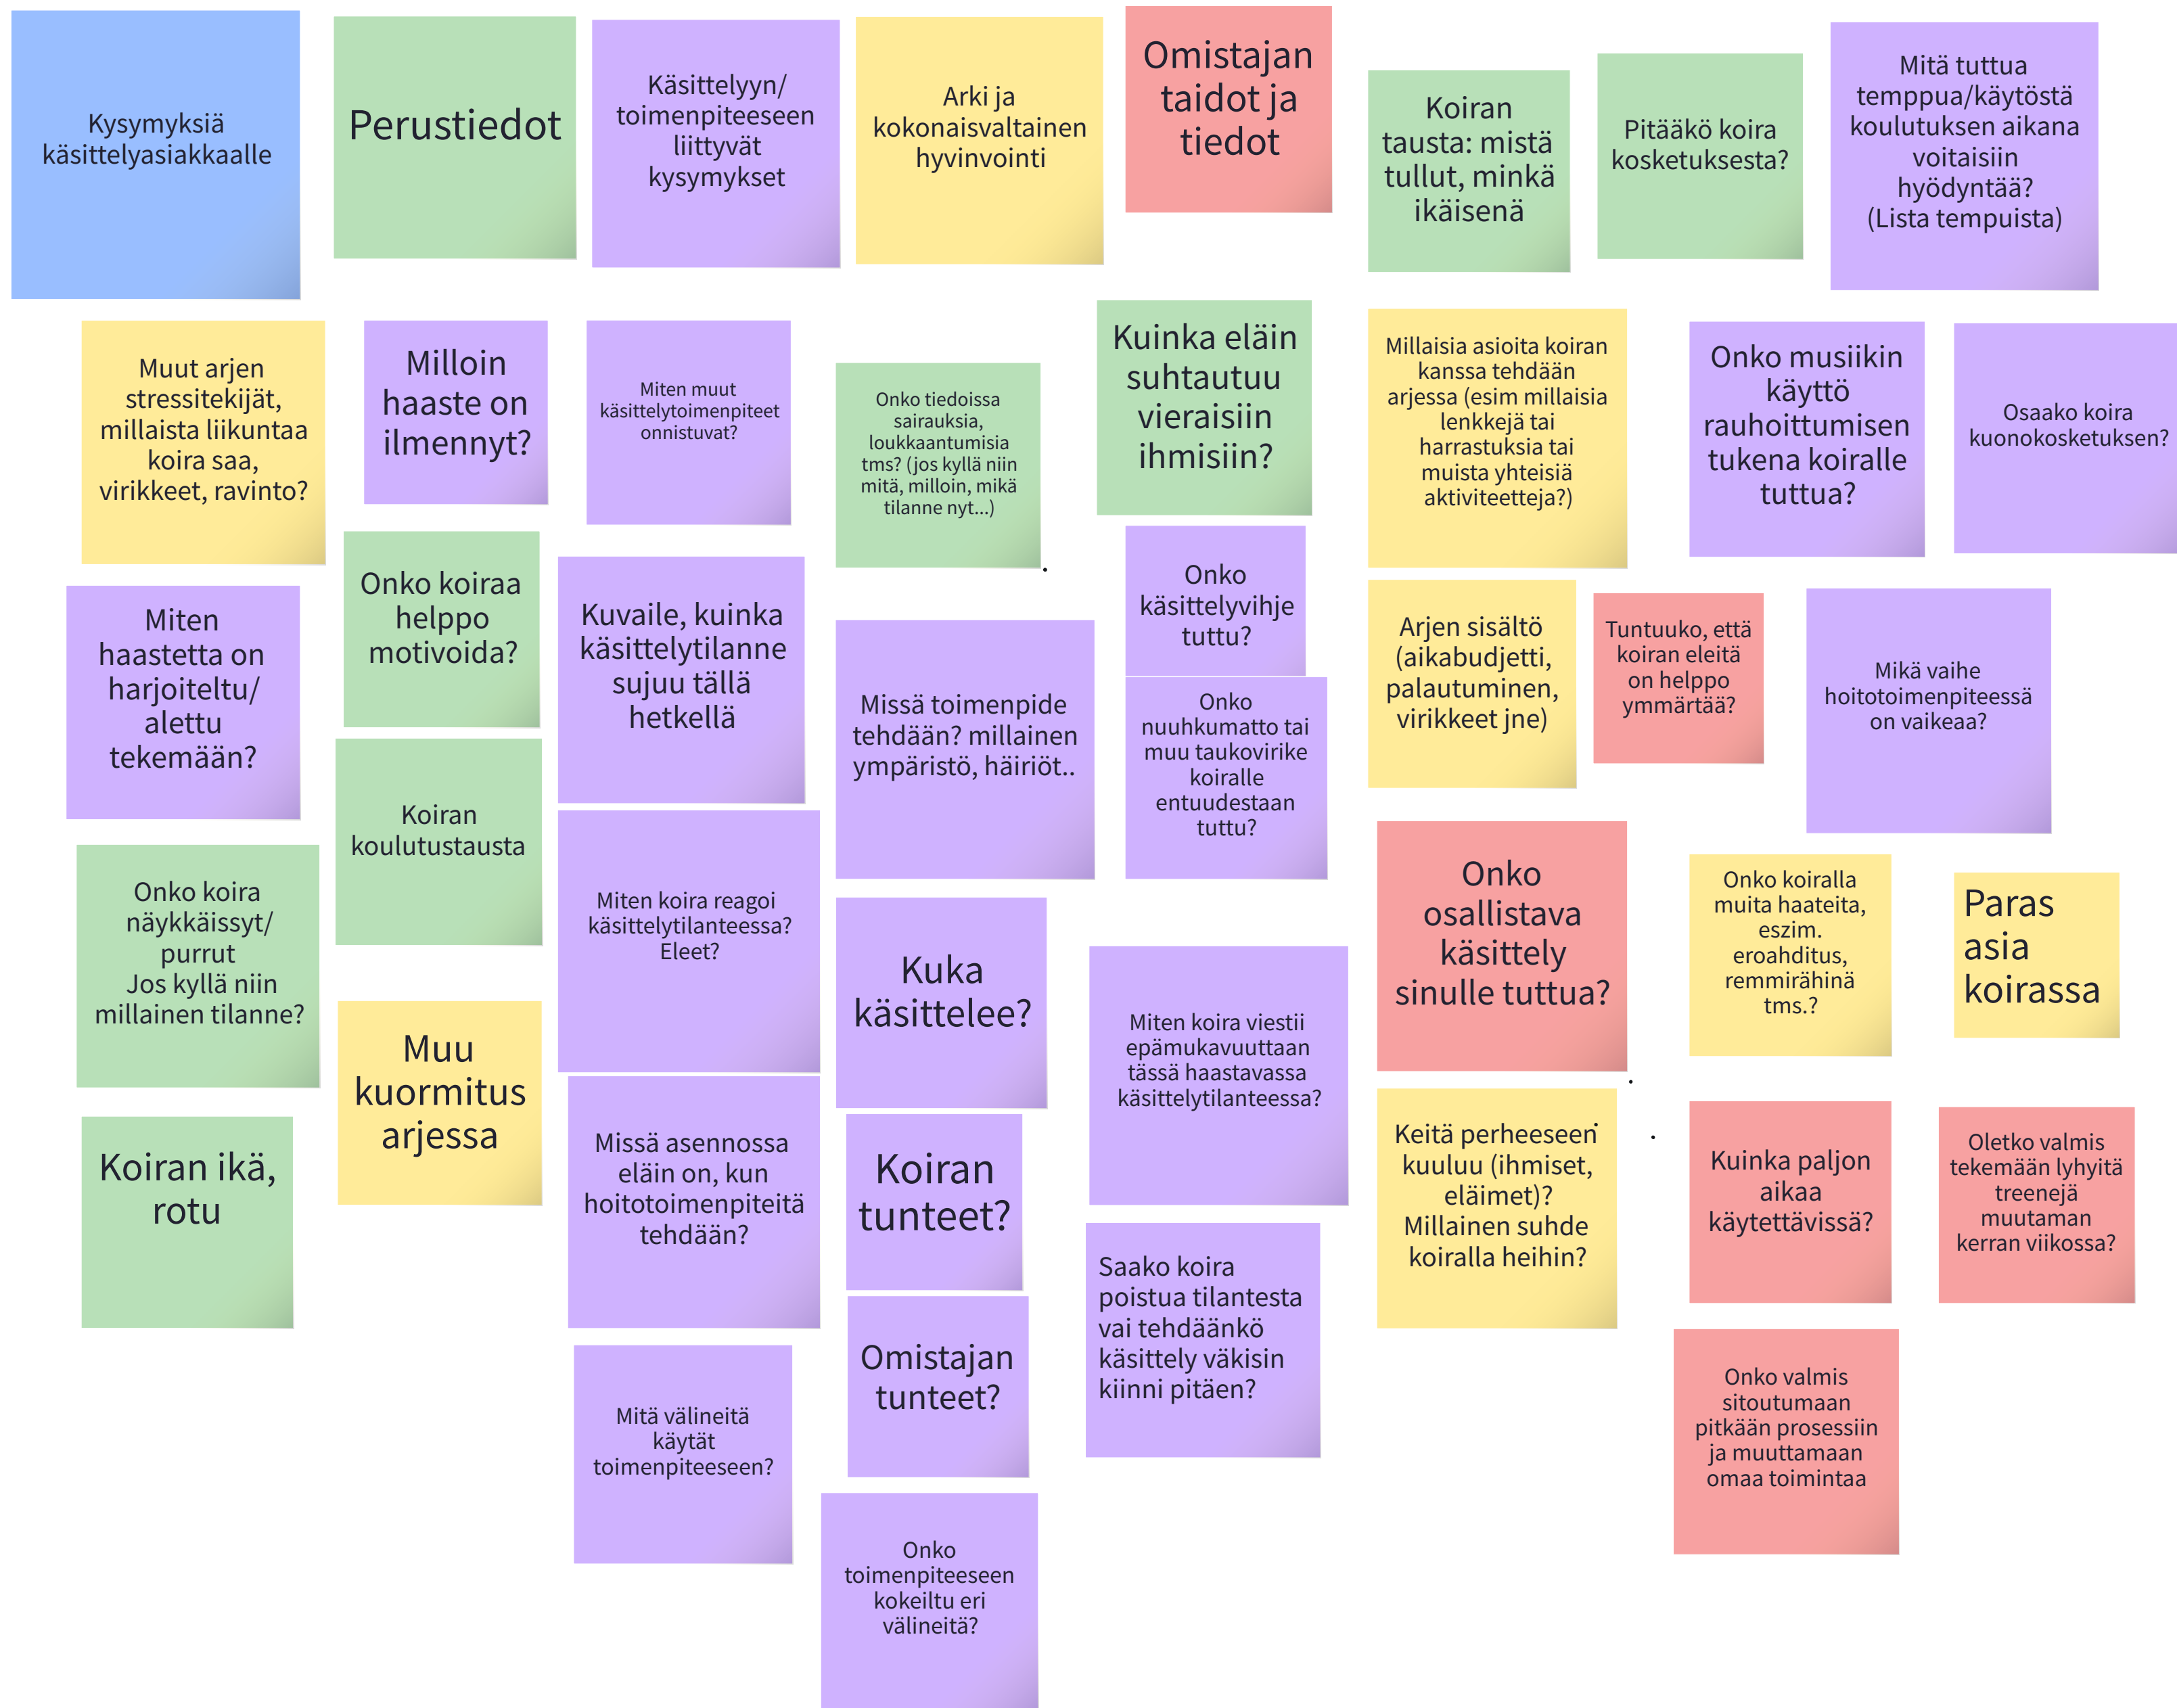 Kysymyksiä
käsittelyasiakkaalle
Perustiedot
Käsittelyyn/
toimenpiteeseen
liittyvät
kysymykset
Arki ja
kokonaisvaltainen
hyvinvointi
Omistajan
taidot ja
tiedot
Koiran
tausta: mistä
tullut, minkä
ikäisenä
Pitääkö koira
kosketuksesta?
Mitä tuttua
temppua/käytöstä
koulutuksen aikana
voitaisiin
hyödyntää?
(Lista tempuista)
Muut arjen
stressitekijät,
millaista liikuntaa
koira saa,
virikkeet, ravinto?
Milloin
haaste on
ilmennyt?
Miten muut
käsittelytoimenpiteet
onnistuvat?
Onko tiedoissa
sairauksia,
loukkaantumisia
tms? (jos kyllä niin
mitä, milloin, mikä
tilanne nyt...)
Kuinka eläin
suhtautuu
vieraisiin
ihmisiin?
Millaisia asioita koiran
kanssa tehdään
arjessa (esim millaisia
lenkkejä tai
harrastuksia tai
muista yhteisiä
aktiviteetteja?)
Onko musiikin
käyttö
rauhoittumisen
tukena koiralle
tuttua?
Osaako koira
kuonokosketuksen?
Miten
haastetta on
harjoiteltu/
alettu
tekemään?
Onko koiraa
helppo
motivoida?
Kuvaile, kuinka
käsittelytilanne
sujuu tällä
hetkellä
Missä toimenpide
tehdään? millainen
ympäristö, häiriöt..
Onko
käsittelyvihje
tuttu?
Onko
nuuhkumatto tai
muu taukovirike
koiralle
entuudestaan
tuttu?
Arjen sisältö
(aikabudjetti,
palautuminen,
virikkeet jne)
Tuntuuko, että
koiran eleitä
on helppo
ymmärtää?
Mikä vaihe
hoitotoimenpiteessä
on vaikeaa?
Onko koira
näykkäissyt/
purrut
Jos kyllä niin
millainen tilanne?
Koiran
koulutustausta
Miten koira reagoi
käsittelytilanteessa?
Eleet?
Kuka
käsittelee?
Miten koira viestii
epämukavuuttaan
tässä haastavassa
käsittelytilanteessa?
Onko
osallistava
käsittely
sinulle tuttua?
Onko koiralla
muita haateita,
eszim.
eroahditus,
remmirähinä
tms.?
Paras
asia
koirassa
Koiran ikä,
rotu
Muu
kuormitus
arjessa
Missä asennossa
eläin on, kun
hoitotoimenpiteitä
tehdään?
Koiran
tunteet?
Keitä perheeseen
kuuluu (ihmiset,
eläimet)?
Millainen suhde
koiralla heihin?
Kuinka paljon
aikaa
käytettävissä?
Oletko valmis
tekemään lyhyitä
treenejä
muutaman
kerran viikossa?
Saako koira
poistua tilantesta
vai tehdäänkö
käsittely väkisin
kiinni pitäen?
Omistajan
tunteet?
Mitä välineitä
käytät
toimenpiteeseen?
Onko valmis
sitoutumaan
pitkään prosessiin
ja muuttamaan
omaa toimintaa
Onko
toimenpiteeseen
kokeiltu eri
välineitä?